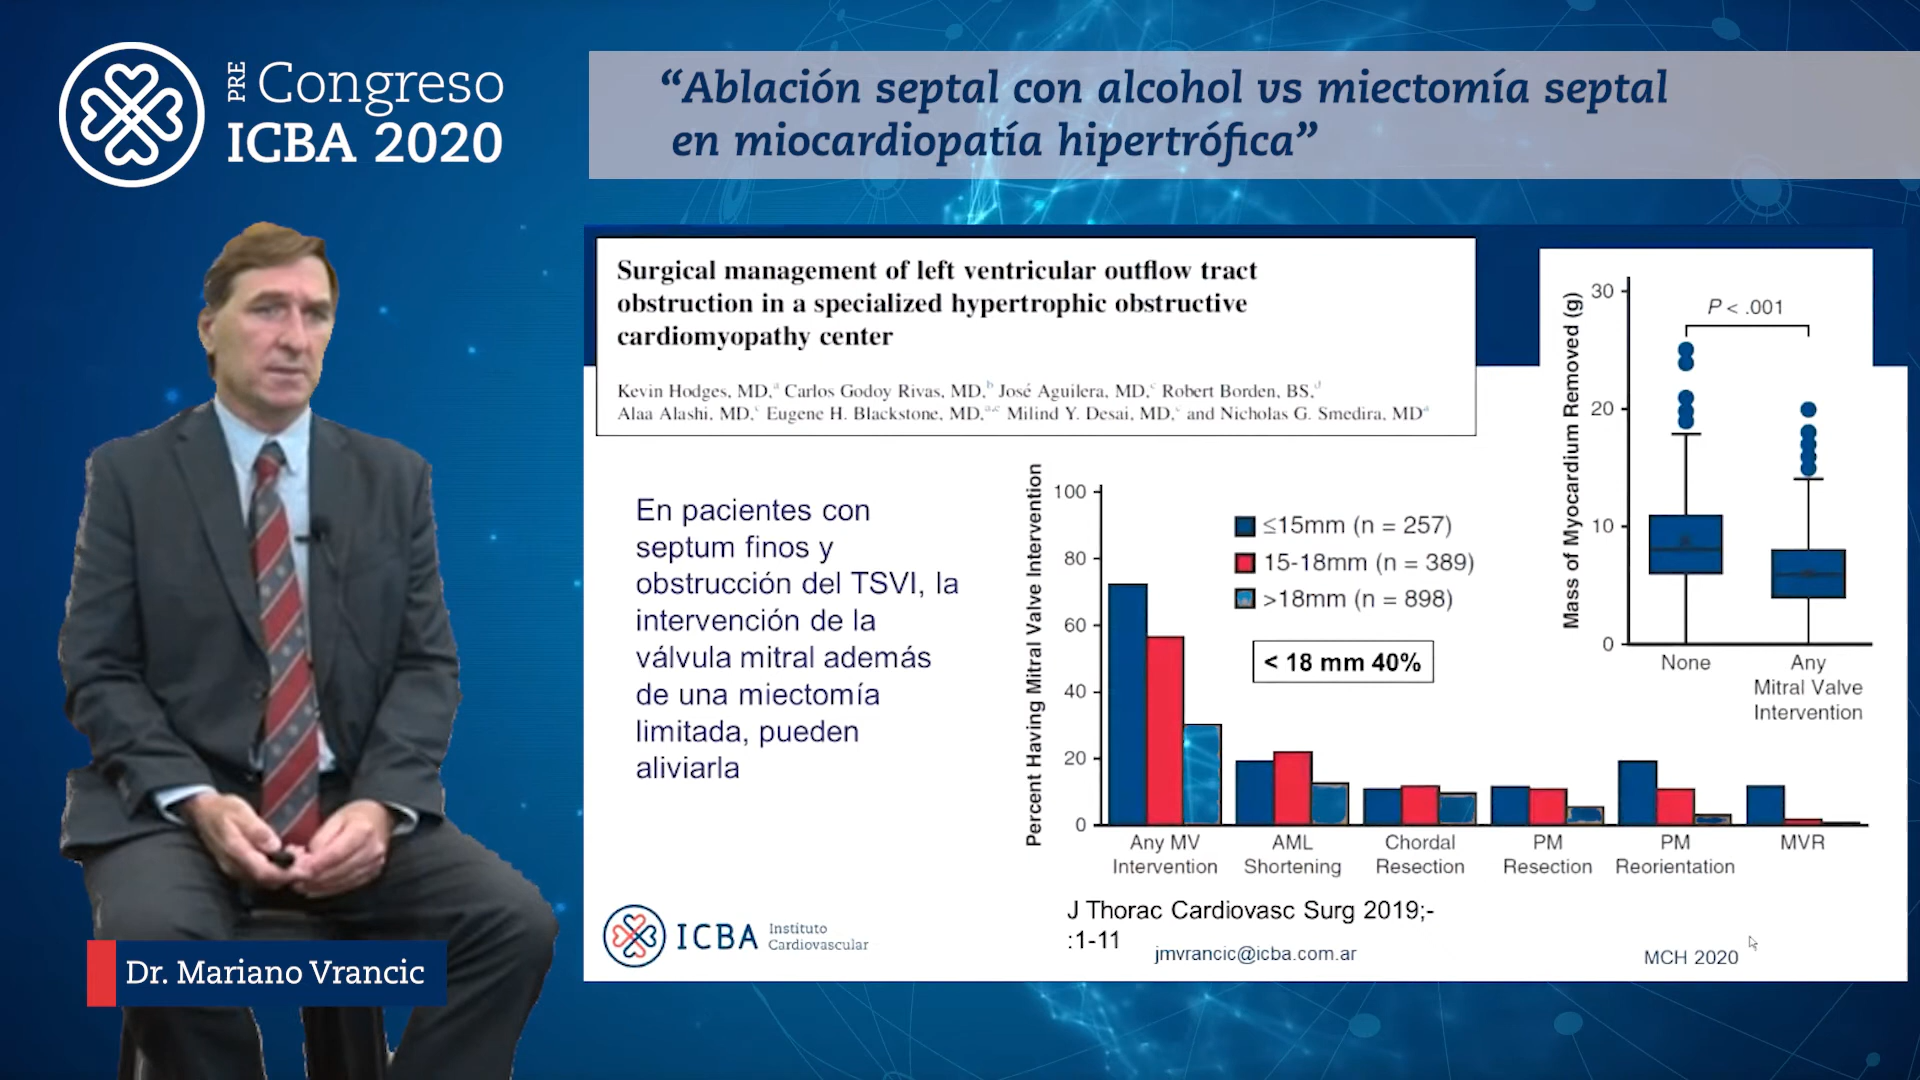 PRE Congreso
ICBA 2020
“Ablación septal con alcohol vs miectomía septal
en miocardiopatía hipertrófica”
Surgical management of left ventricular outflow tract
obstruction in a specialized hypertrophic obstructive
cardiomyopathy center
Kevin Hodges, MD,a Carlos Godoy Rivas, MD,b José Aguilera, MD,c Robert Borden, BS,d
Alaa Alashi, MD,c Eugene H. Blackstone, MD,a,e Milind Y. Desai, MD,c and Nicholas G. Smedira, MDa
En pacientes con
septum finos y
obstrucción del TSVI, la
intervención de la
válvula mitral además
de una miectomía
limitada, pueden
aliviarla
Percent Having Mitral Valve Intervention
100
80
60
40
20
0
≤15mm (n = 257)
15-18mm (n = 389)
>18mm (n = 898)
< 18 mm 40%
Any MV
Intervention
AML
Shortening
Chordal
Resection
PM
Resection
PM
Reorientation
MVR
Mass of Myocardium Removed (g)
30
20
10
0
P < .001
None
Any
Mitral Valve
Intervention
J Thorac Cardiovasc Surg 2019;-
:1-11
ICBA Instituto
Cardiovascular
jmvrancic@icba.com.ar
MCH 2020
Dr. Mariano Vrancic